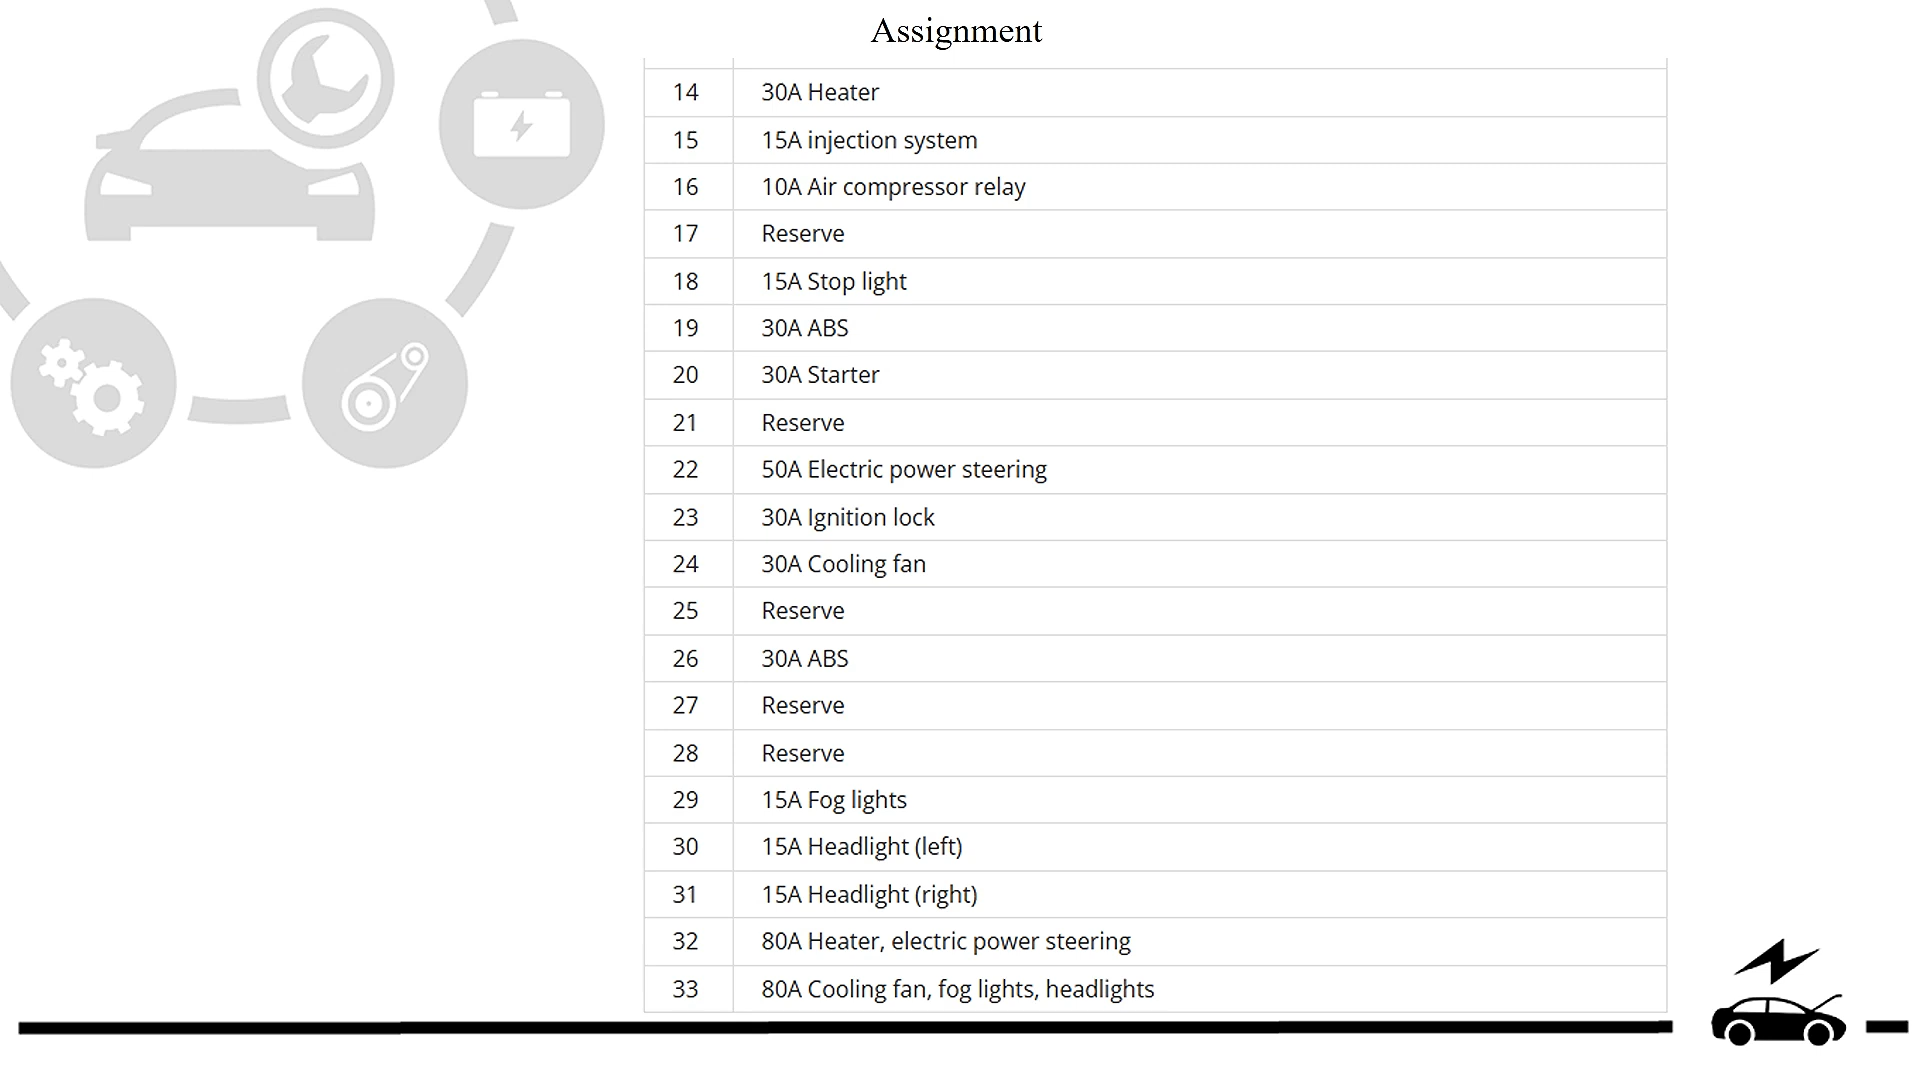 Assignment
14 30A Heater
15 15A injection system
16 10A Air compressor relay
17 Reserve
18 15A Stop light
19 30A ABS
20 30A Starter
21 Reserve
22 50A Electric power steering
23 30A Ignition lock
24 30A Cooling fan
25 Reserve
26 30A ABS
27 Reserve
28 Reserve
29 15A Fog lights
30 15A Headlight (left)
31 15A Headlight (right)
32 80A Heater, electric power steering
33 80A Cooling fan, fog lights, headlights